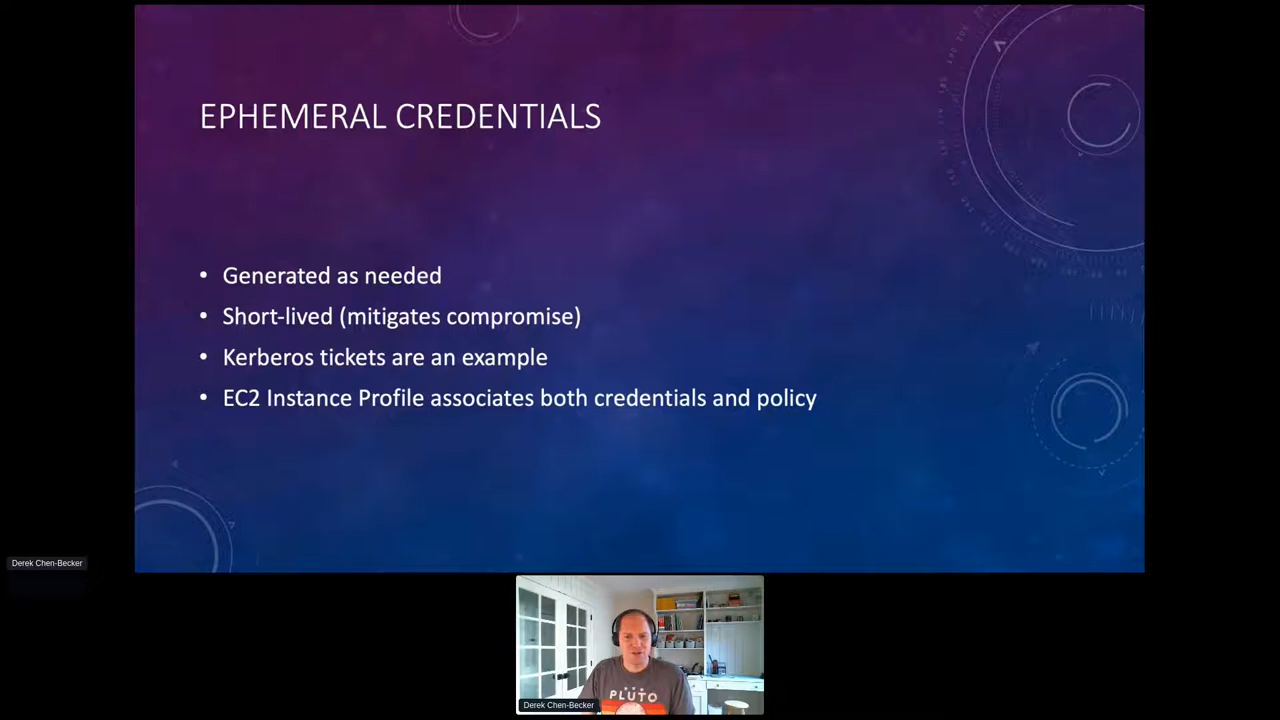 EPHEMERAL CREDENTIALS
• Generated as needed
• Short-lived (mitigates compromise)
• Kerberos tickets are an example
• EC2 Instance Profile associates both credentials and policy
Derek Chen-Becker
PLUTO
Derek Chen-Becker